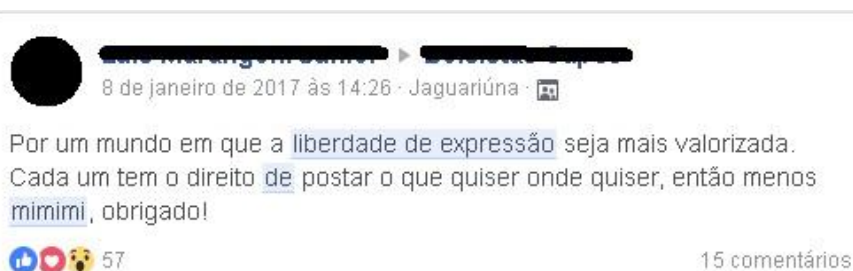 8 de janeiro de 2017 às 14:26 · Jaguariúna ·
Por um mundo em que a liberdade de expressão seja mais valorizada.
Cada um tem o direito de postar o que quiser onde quiser, então menos
mimimi, obrigado!
57
15 comentários